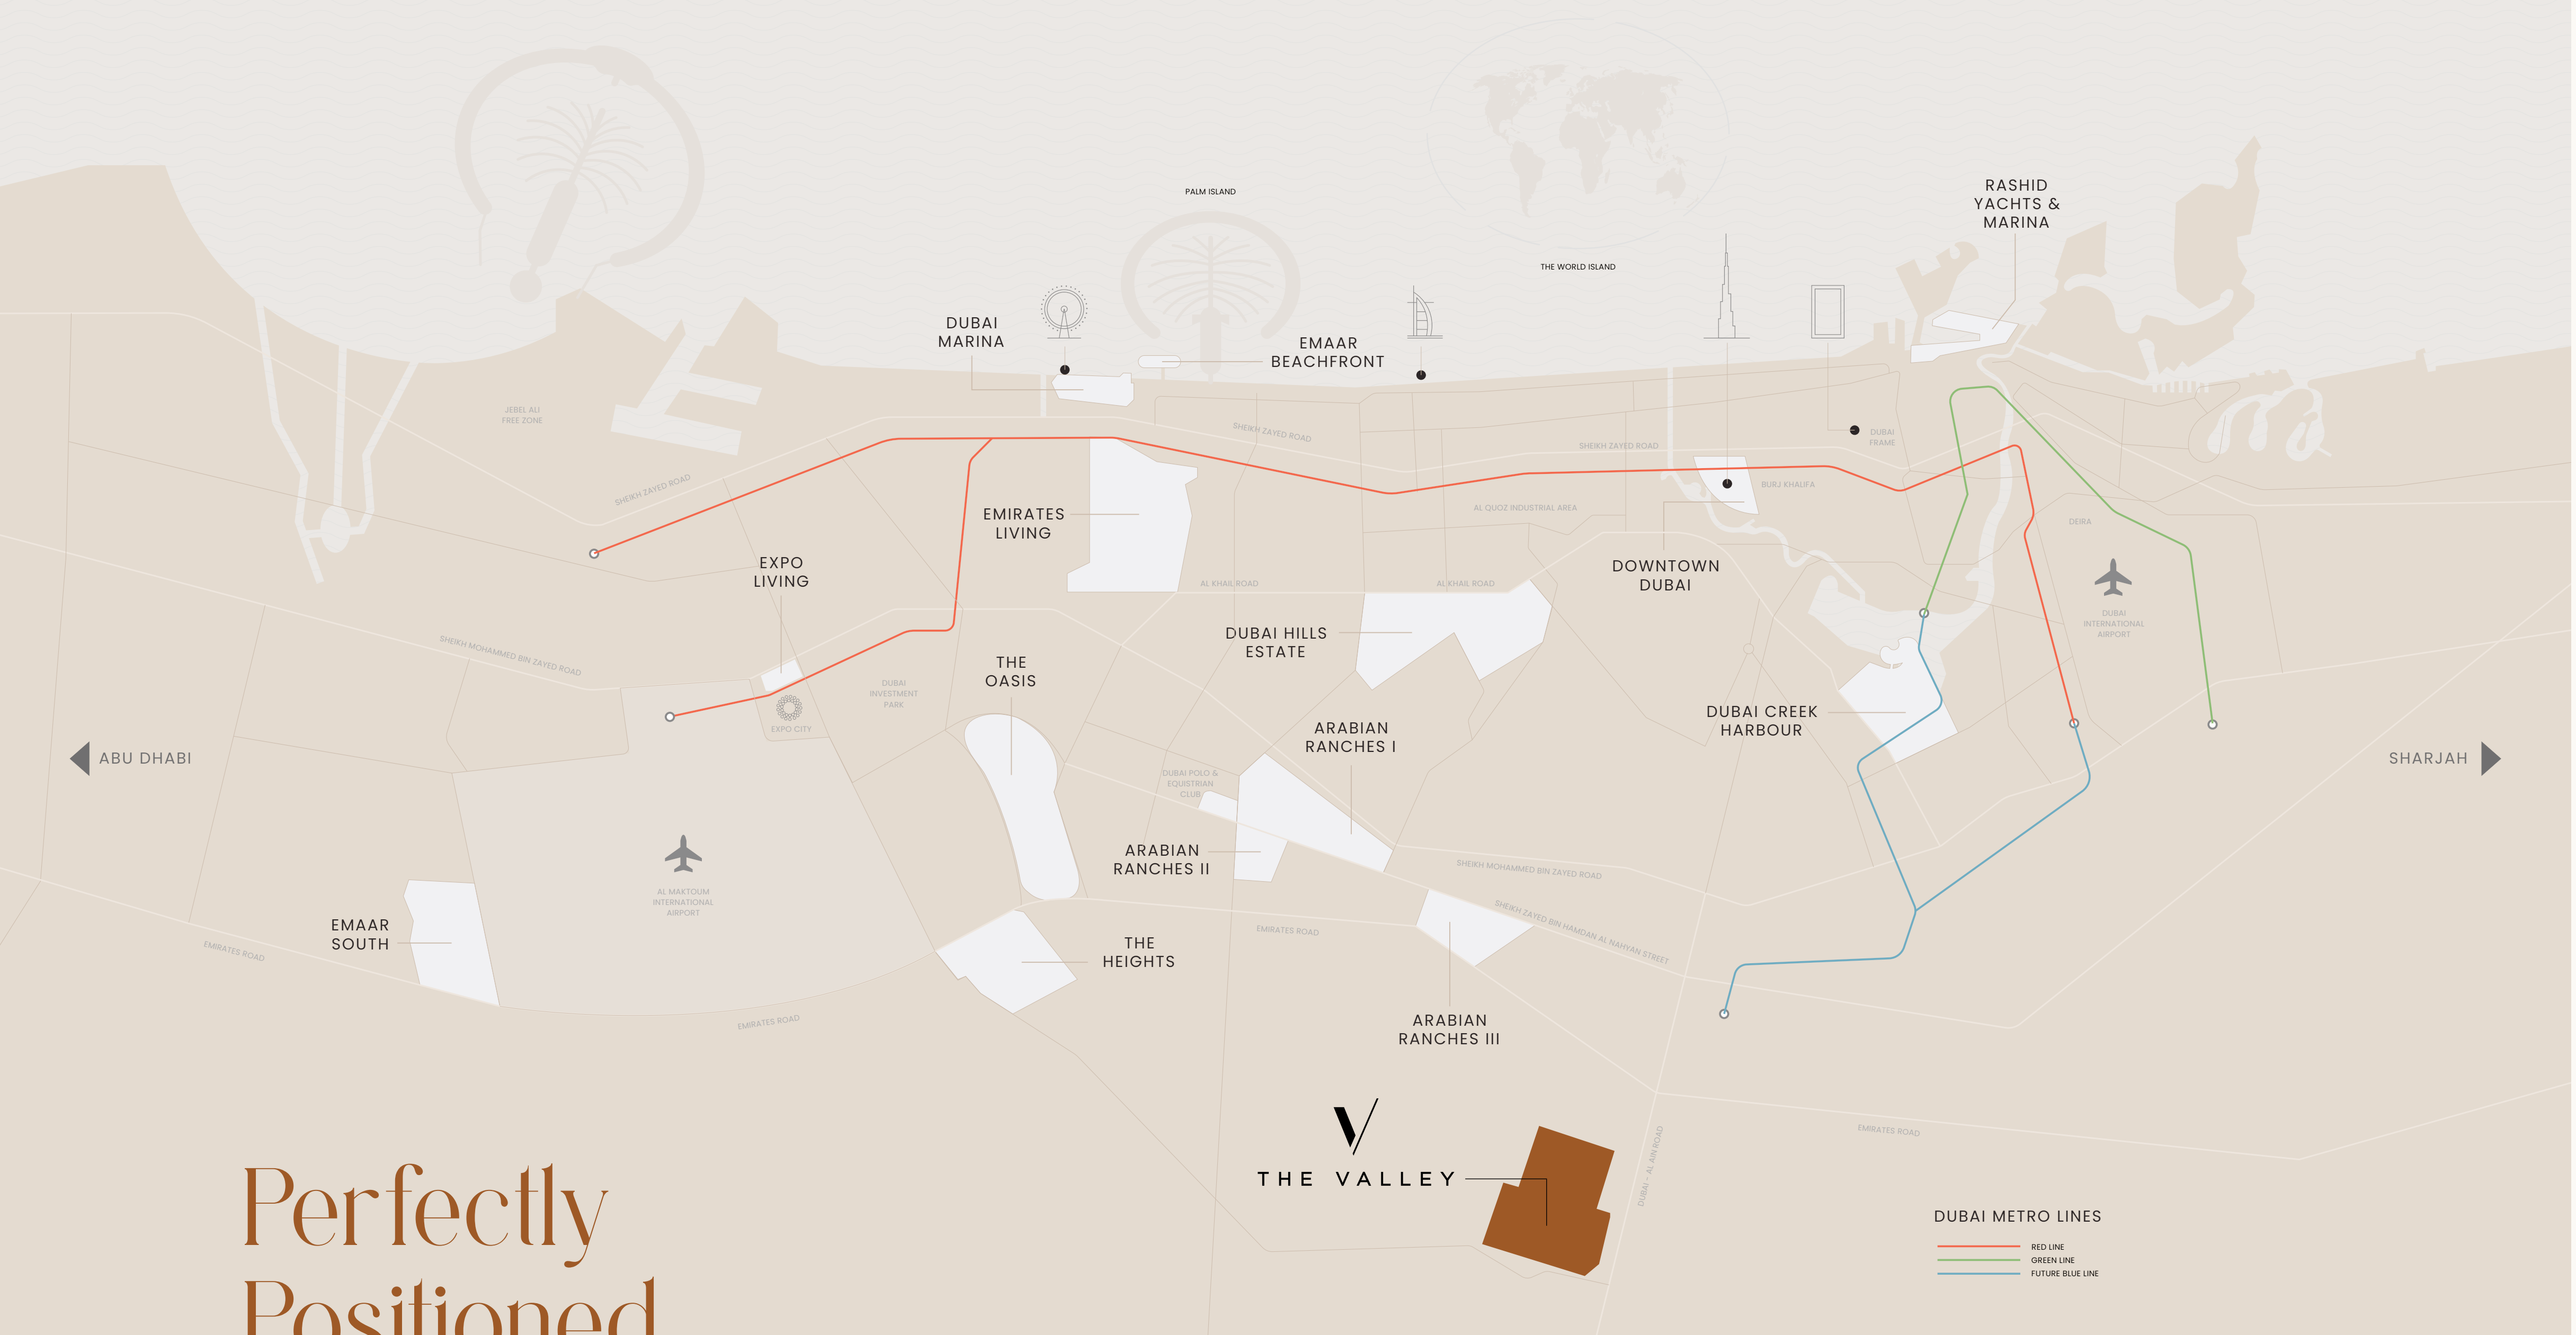 PALM ISLAND
THE WORLD ISLAND
RASHID
YACHTS &
MARINA
DUBAI
MARINA
EMAAR
BEACHFRONT
JEBEL ALI
FREE ZONE
SHEIKH ZAYED ROAD
SHEIKH ZAYED ROAD
SHEIKH ZAYED ROAD
DUBAI
FRAME
BURJ KHALIFA
AL QUOZ INDUSTRIAL AREA
DEIRA
EMIRATES
LIVING
EXPO
LIVING
AL KHAIL ROAD
AL KHAIL ROAD
DOWNTOWN
DUBAI
DUBAI
INTERNATIONAL
AIRPORT
SHEIKH MOHAMMED BIN ZAYED ROAD
DUBAI HILLS
ESTATE
THE
OASIS
DUBAI
INVESTMENT
PARK
EXPO CITY
DUBAI CREEK
HARBOUR
ARABIAN
RANCHES I
ABU DHABI
SHARJAH
DUBAI POLO &
EQUESTRIAN
CLUB
ARABIAN
RANCHES II
SHEIKH MOHAMMED BIN ZAYED ROAD
AL MAKTOUM
INTERNATIONAL
AIRPORT
SHEIKH ZAYED BIN HAMDAN AL NAHYAN STREET
EMAAR
SOUTH
EMIRATES ROAD
EMIRATES ROAD
THE
HEIGHTS
EMIRATES ROAD
ARABIAN
RANCHES III
EMIRATES ROAD
DUBAI - AL AIN ROAD
THE VALLEY
Perfectly
Positioned
DUBAI METRO LINES
RED LINE
GREEN LINE
FUTURE BLUE LINE